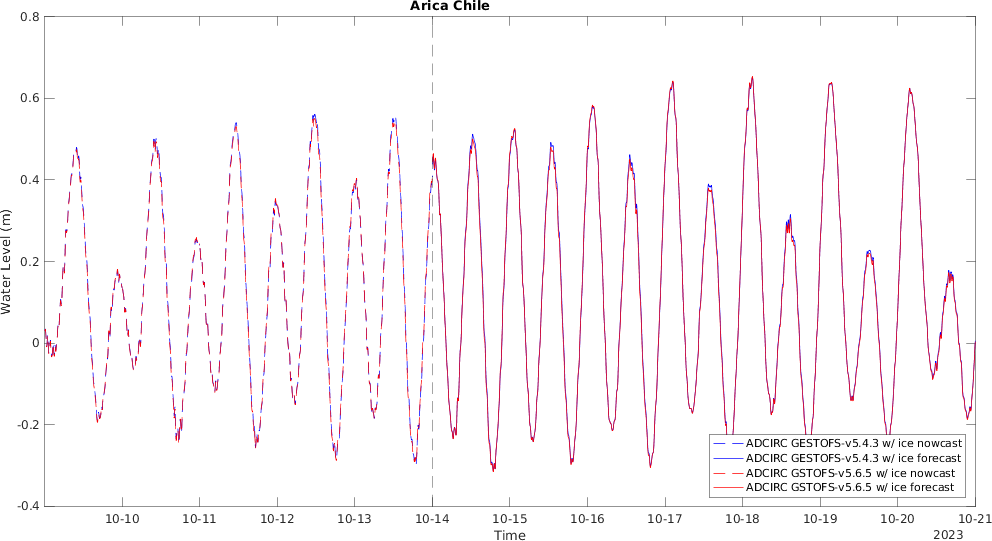 Arica Chile
0.8
0.6
0.4
0.2
0
-0.2
-0.4
Water Level (m)
10-10 10-11 10-12 10-13 10-14 10-15 10-16 10-17 10-18 10-19 10-20 10-21
Time
2023
ADCIRC GESTOFS-v5.4.3 w/ ice nowcast
ADCIRC GESTOFS-v5.4.3 w/ ice forecast
ADCIRC GSTOFS-v5.6.5 w/ ice nowcast
ADCIRC GSTOFS-v5.6.5 w/ ice forecast